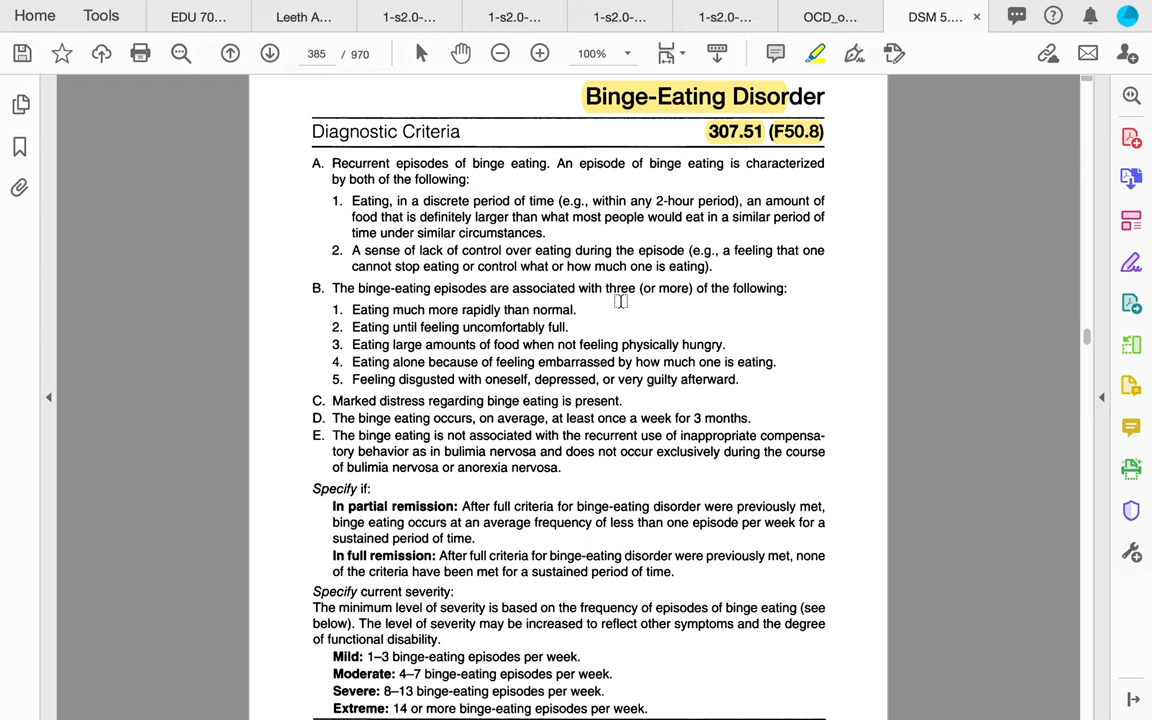 Home
Tools
EDU 70...
Leeth A...
1-s2.0-...
1-s2.0-...
1-s2.0-...
1-s2.0-...
OCD_o...
DSM 5....
×
385 / 970
100%
Binge-Eating Disorder
Diagnostic Criteria 307.51 (F50.8)
A. Recurrent episodes of binge eating. An episode of binge eating is characterized
by both of the following:
1. Eating, in a discrete period of time (e.g., within any 2-hour period), an amount of
food that is definitely larger than what most people would eat in a similar period of
time under similar circumstances.
2. A sense of lack of control over eating during the episode (e.g., a feeling that one
cannot stop eating or control what or how much one is eating).
B. The binge-eating episodes are associated with three (or more) of the following:
1. Eating much more rapidly than normal.
2. Eating until feeling uncomfortably full.
3. Eating large amounts of food when not feeling physically hungry.
4. Eating alone because of feeling embarrassed by how much one is eating.
5. Feeling disgusted with oneself, depressed, or very guilty afterward.
C. Marked distress regarding binge eating is present.
D. The binge eating occurs, on average, at least once a week for 3 months.
E. The binge eating is not associated with the recurrent use of inappropriate compensa-
tory behavior as in bulimia nervosa and does not occur exclusively during the course
of bulimia nervosa or anorexia nervosa.
Specify if:
In partial remission: After full criteria for binge-eating disorder were previously met,
binge eating occurs at an average frequency of less than one episode per week for a
sustained period of time.
In full remission: After full criteria for binge-eating disorder were previously met, none
of the criteria have been met for a sustained period of time.
Specify current severity:
The minimum level of severity is based on the frequency of episodes of binge eating (see
below). The level of severity may be increased to reflect other symptoms and the degree
of functional disability.
Mild: 1–3 binge-eating episodes per week.
Moderate: 4–7 binge-eating episodes per week.
Severe: 8–13 binge-eating episodes per week.
Extreme: 14 or more binge-eating episodes per week.